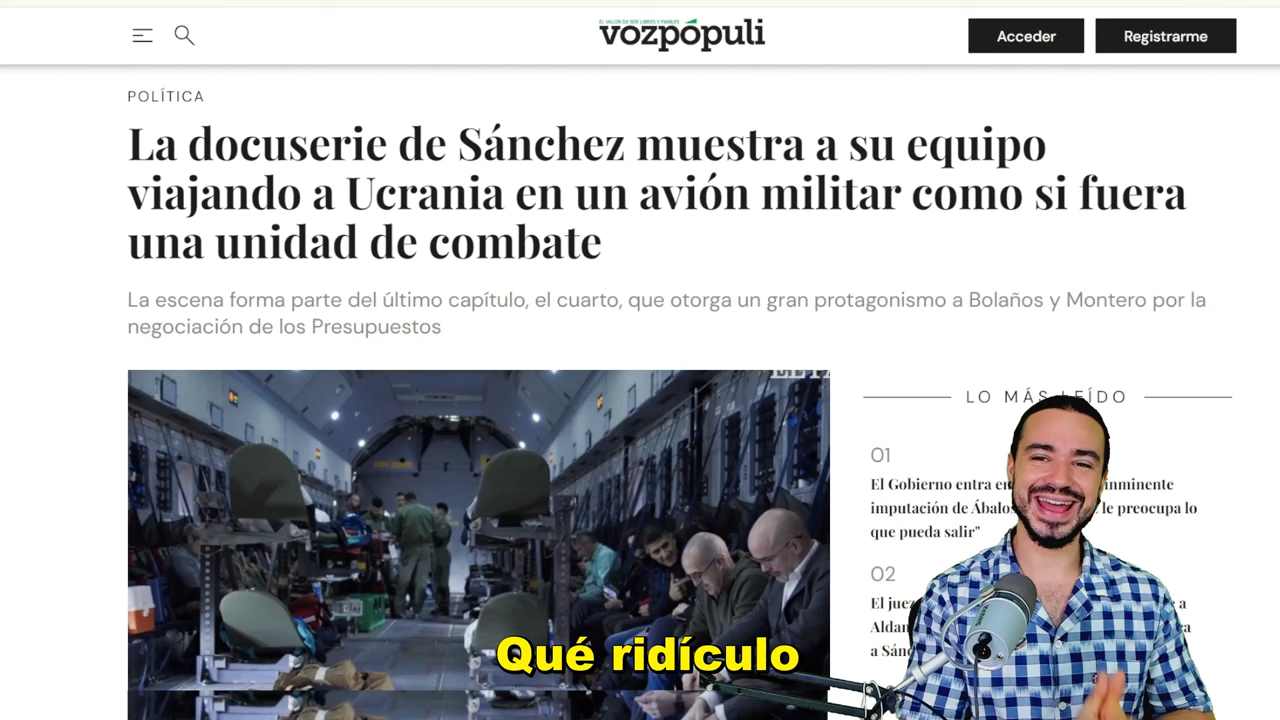 EL VALOR DE SER LIBRES Y FIABLES
vozpópuli
Acceder
Registrarme
POLÍTICA
La docuserie de Sánchez muestra a su equipo
viajando a Ucrania en un avión militar como si fuera
una unidad de combate
La escena forma parte del último capítulo, el cuarto, que otorga un gran protagonismo a Bolaños y Montero por la
negociación de los Presupuestos
LO MÁS LEÍDO
01
El Gobierno entra en inminente
imputación de Ábalos le preocupa lo
que pueda salir"
02
El juez a
Aldama
a Sánc
Qué ridículo